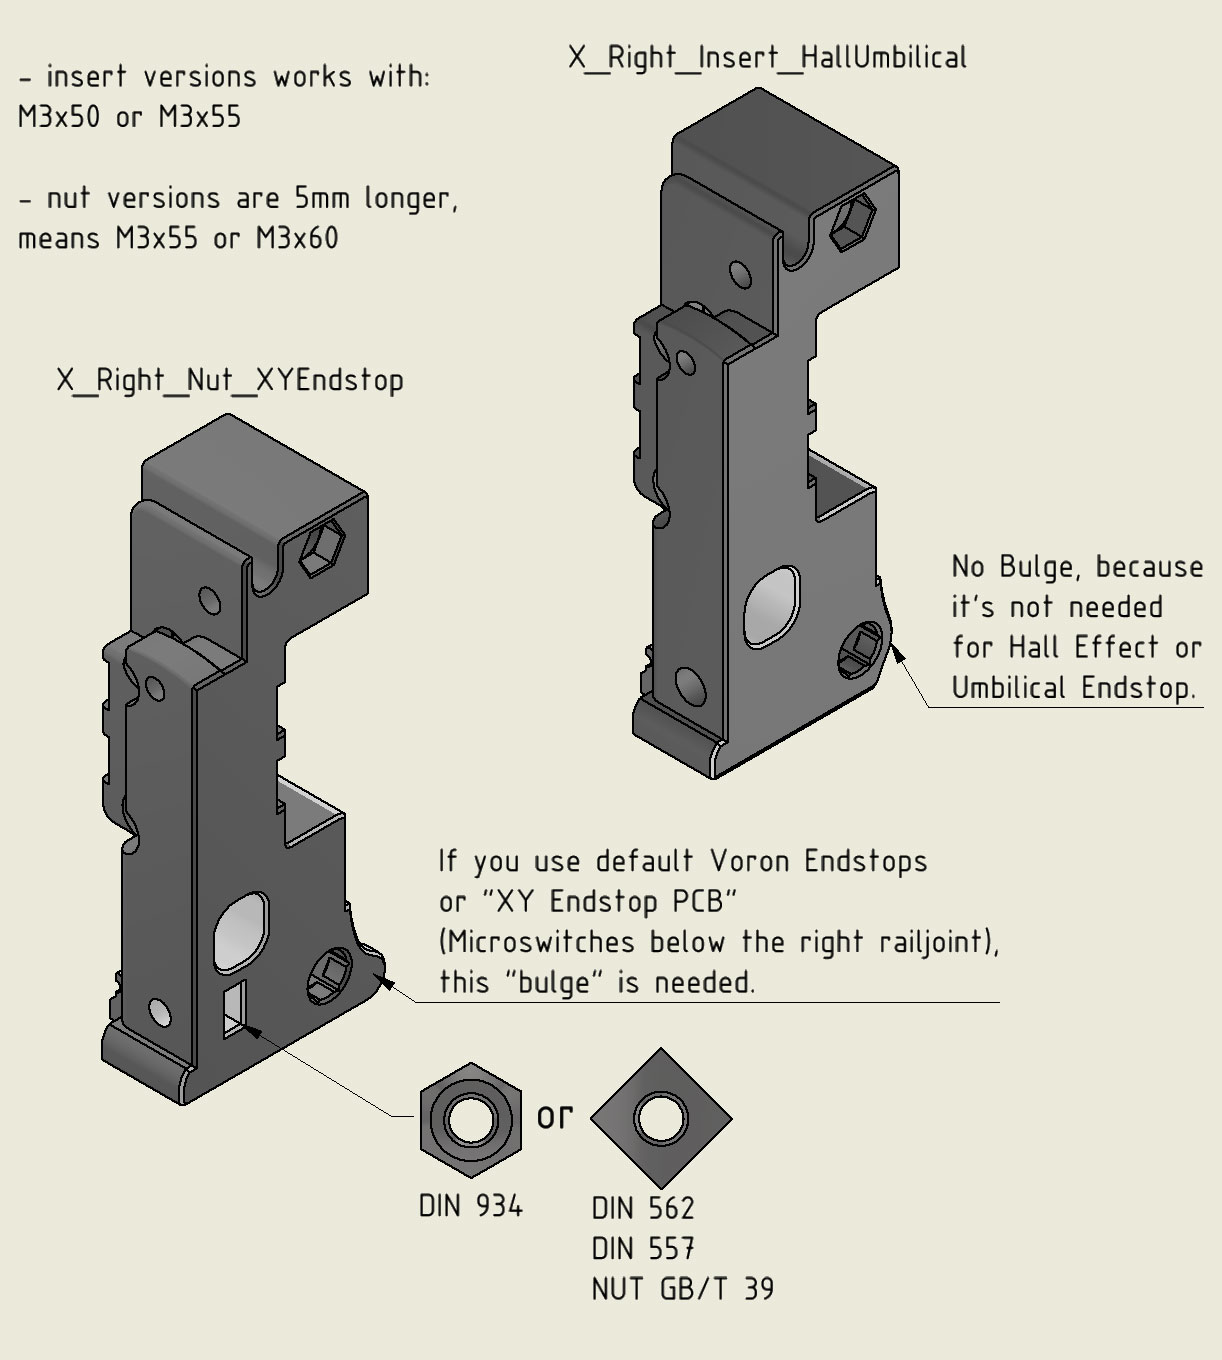 - insert versions works with:
M3x50 or M3x55
- nut versions are 5mm longer,
means M3x55 or M3x60
X_Right_Insert_HallUmbilical
X_Right_Nut_XYEndstop
No Bulge, because
it's not needed
for Hall Effect or
Umbilical Endstop.
If you use default Voron Endstops
or "XY Endstop PCB"
(Microswitches below the right railjoint),
this "bulge" is needed.
or
DIN 934
DIN 562
DIN 557
NUT GB/T 39